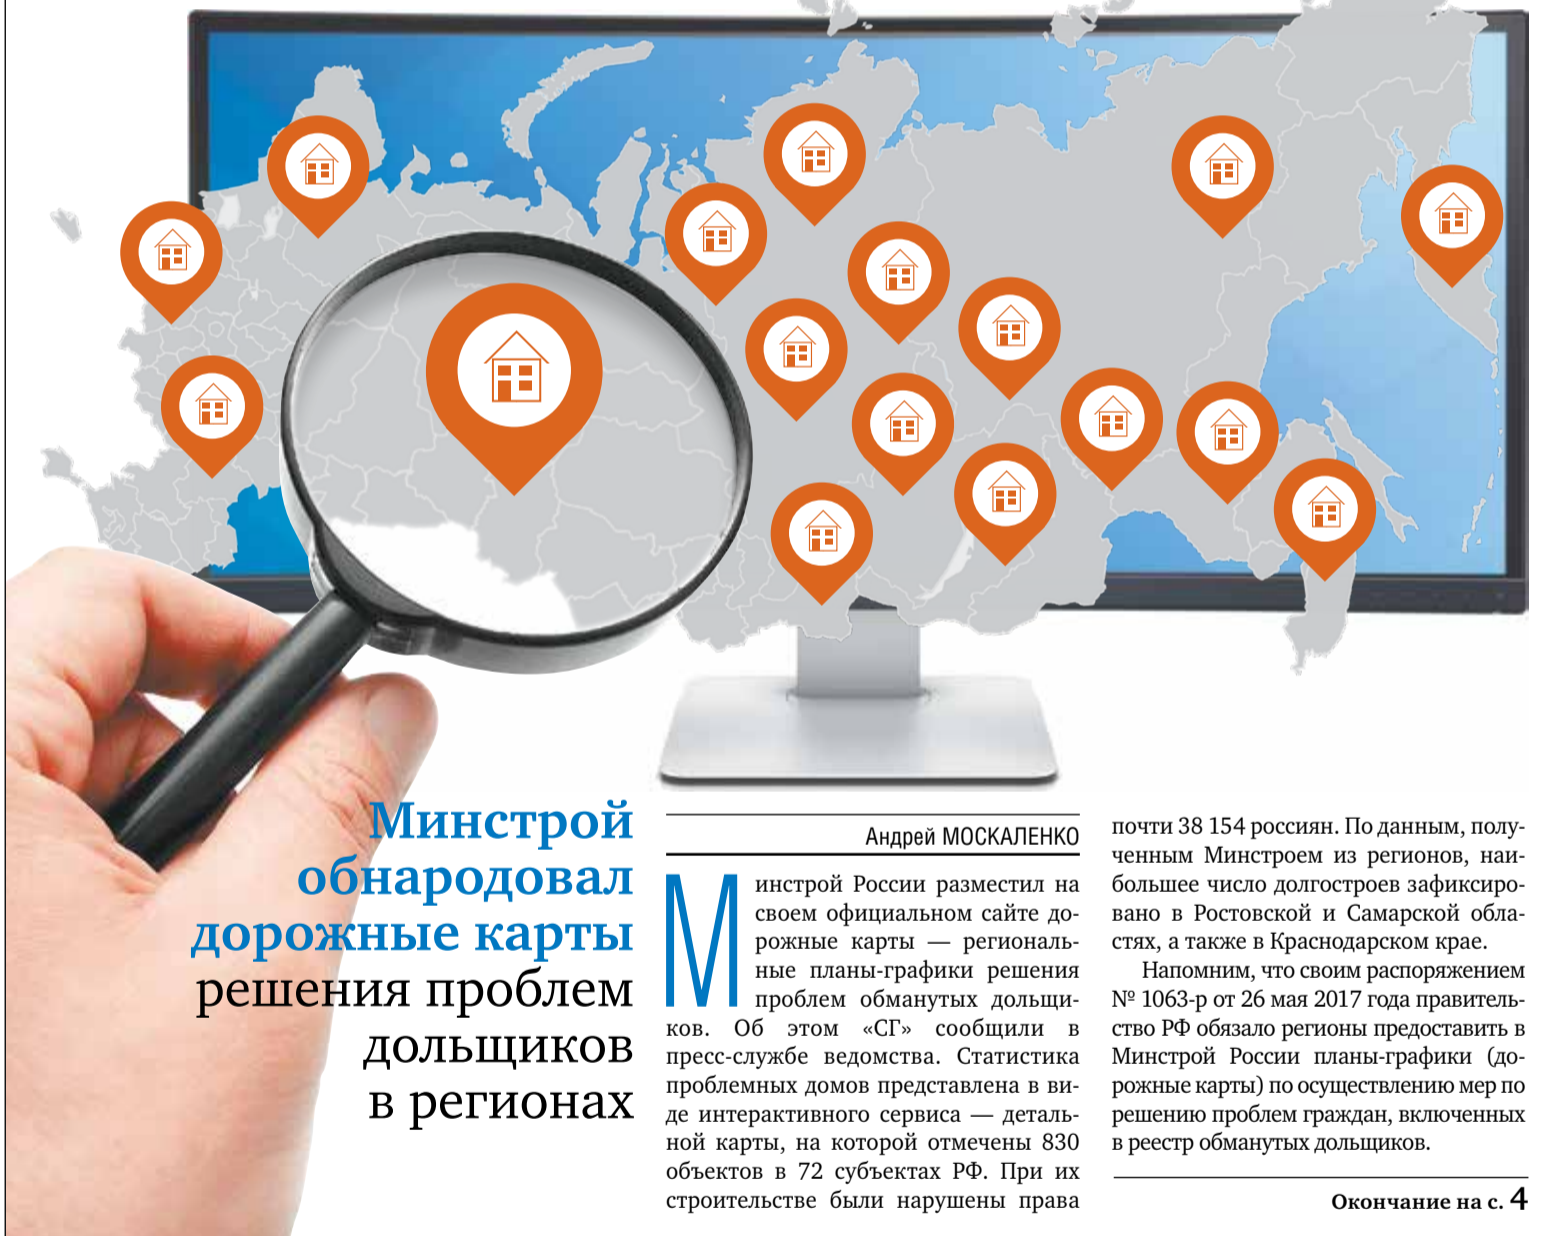 Минстрой
обнародовал
дорожные карты
решения проблем
дольщиков
в регионах
Андрей МОСКАЛЕНКО
Минстрой России разместил на
своем официальном сайте до-
рожные карты — региональ-
ные планы-графики решения
проблем обманутых дольщи-
ков. Об этом «СГ» сообщили в
пресс-службе ведомства. Статистика
проблемных домов представлена в ви-
де интерактивного сервиса — деталь-
ной карты, на которой отмечены 830
объектов в 72 субъектах РФ. При их
строительстве были нарушены права
почти 38 154 россиян. По данным, полу-
ченным Минстроем из регионов, наи-
большее число долгостроев зафиксиро-
вано в Ростовской и Самарской обла-
стях, а также в Краснодарском крае.
Напомним, что своим распоряжением
№ 1063-р от 26 мая 2017 года правитель-
ство РФ обязало регионы предоставить в
Минстрой России планы-графики (до-
рожные карты) по осуществлению мер по
решению проблем граждан, включенных
в реестр обманутых дольщиков.
Окончание на с. 4